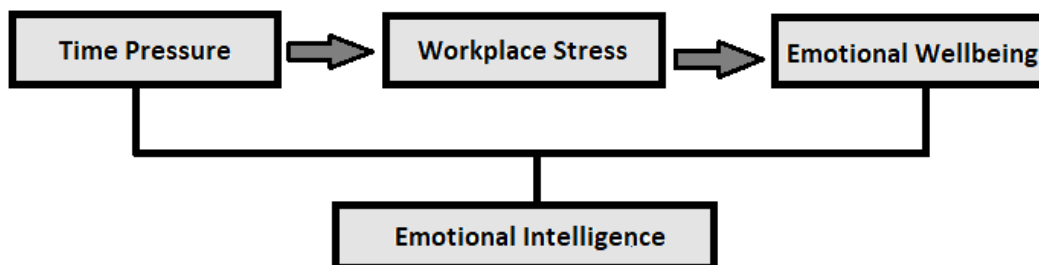 Time Pressure
Workplace Stress
Emotional Wellbeing
Emotional Intelligence